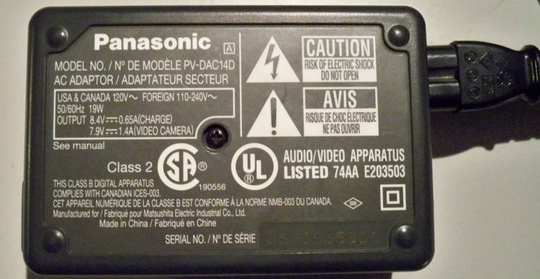 Panasonic A
MODEL NO. / N° DE MODÈLE PV-DAC14D
AC ADAPTOR / ADAPTATEUR SECTEUR
USA & CANADA 120V~ FOREIGN 110-240V~
50/60Hz 19W
OUTPUT 8.4V⎓0.65A(CHARGE)
7.9V⎓1.4A(VIDEO CAMERA)
See manual
CAUTION
RISK OF ELECTRIC SHOCK
DO NOT OPEN
AVIS
RISQUE DE CHOC ÉLECTRIQUE
NE PAS OUVRIR
Class 2
SA ®
190556
UL ®
AUDIO/VIDEO APPARATUS
LISTED 74AA E203503
THIS CLASS B DIGITAL APPARATUS
COMPLIES WITH CANADIAN ICES-003.
CET APPAREIL NUMÉRIQUE DE LA CLASSE B EST CONFORME À LA NORME NMB-003 DU CANADA.
Manufactured for / Fabriqué pour Matsushita Electric Industrial Co., Ltd.
Made in China / Fabriqué en Chine
SERIAL NO. / N° DE SÉRIE